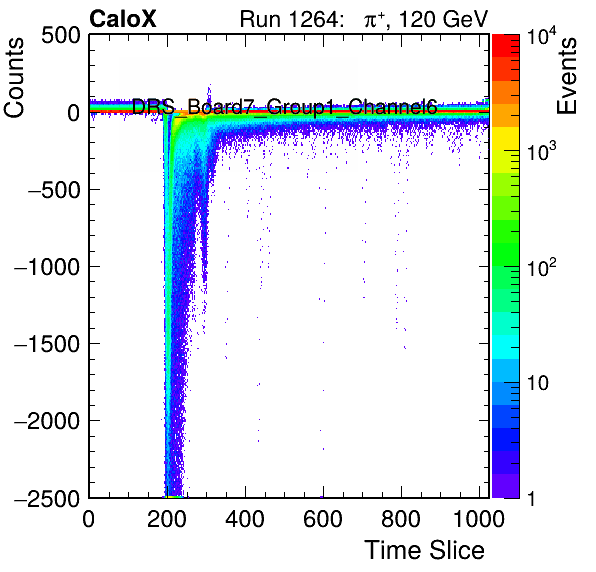 CaloX Run 1264: π⁺, 120 GeV
Counts
Events
DRS_Board7_Group1_Channel6
500
0
−500
−1000
−1500
−2000
−2500
0 200 400 600 800 1000
Time Slice
10⁴
10³
10²
10
1